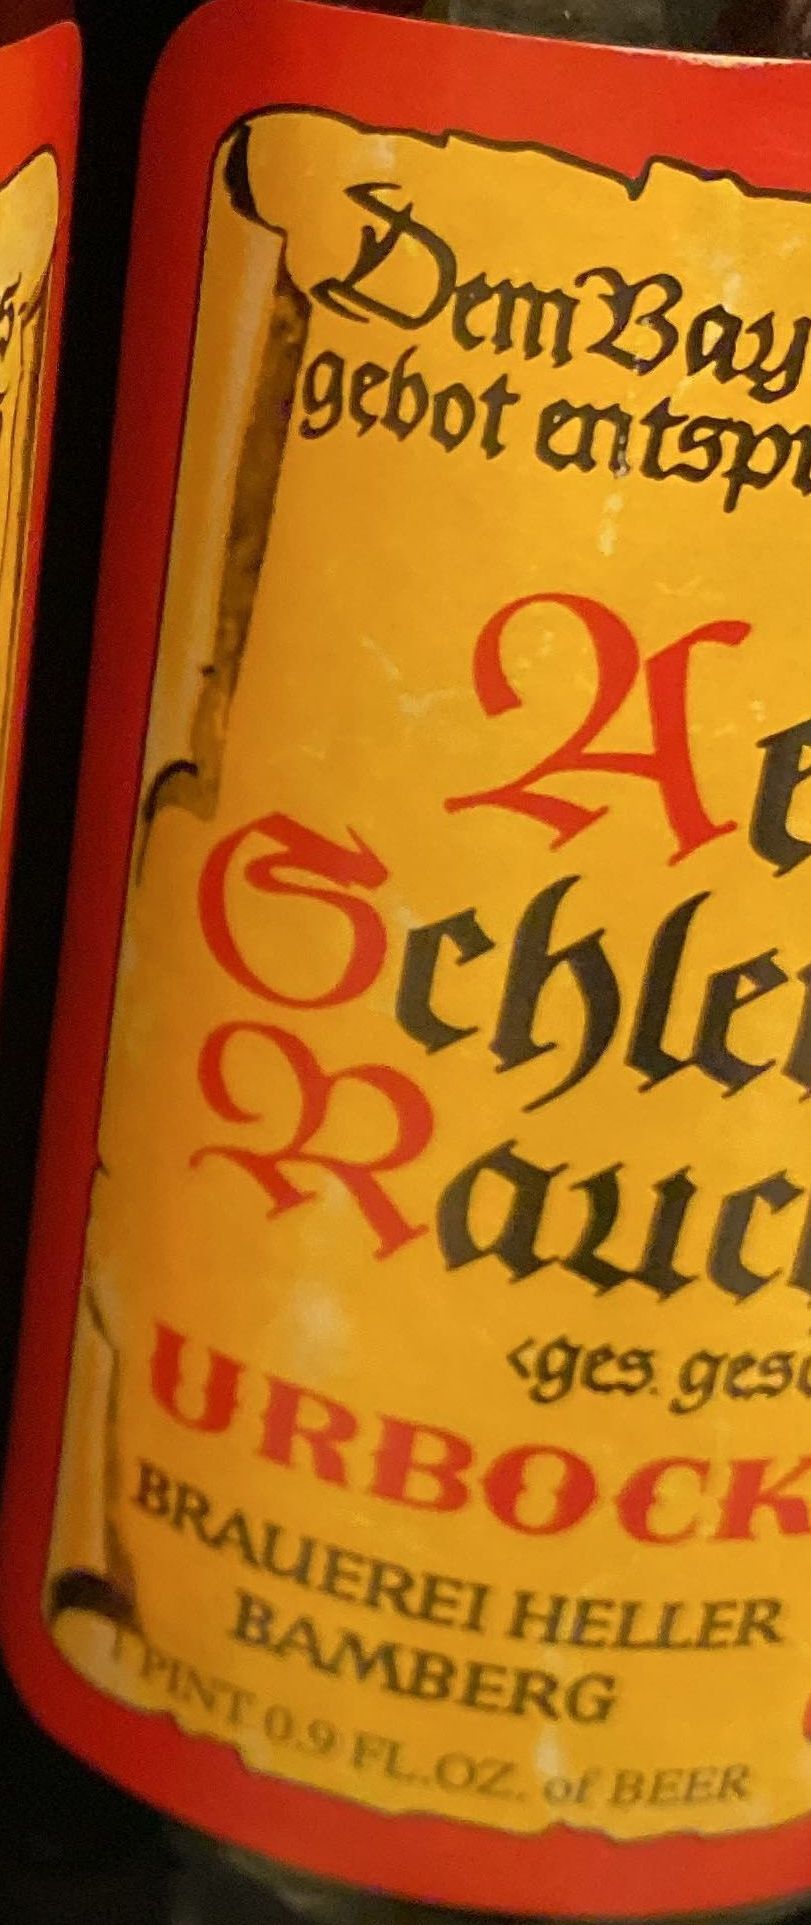 Dem Bay
gebot entspr
Ae
Schlen
Rauch
<ges. gesc
URBOCK
BRAUEREI HELLER
BAMBERG
1 PINT 0.9 FL.OZ. of BEER